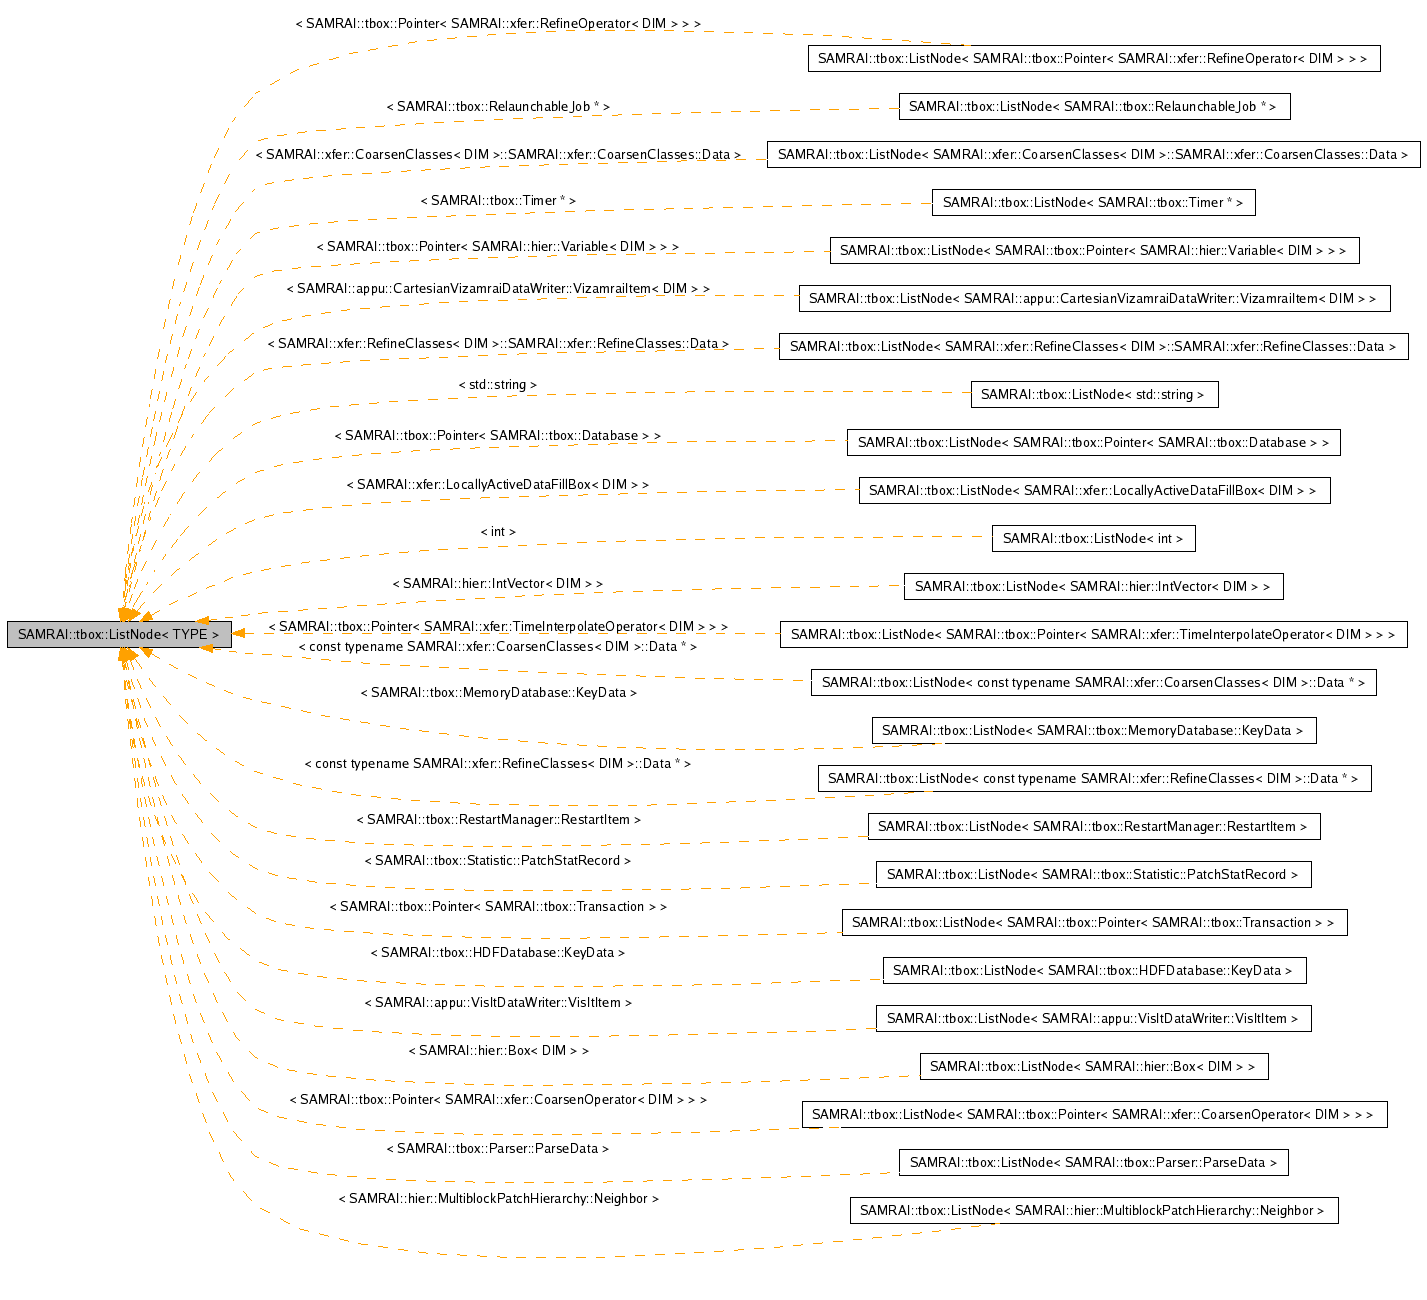 < SAMRAI::tbox::Pointer< SAMRAI::xfer::RefineOperator< DIM > > >
SAMRAI::tbox::ListNode< SAMRAI::tbox::Pointer< SAMRAI::xfer::RefineOperator< DIM > > >
< SAMRAI::tbox::RelaunchableJob * >
SAMRAI::tbox::ListNode< SAMRAI::tbox::RelaunchableJob * >
< SAMRAI::xfer::CoarsenClasses< DIM >::SAMRAI::xfer::CoarsenClasses::Data >
SAMRAI::tbox::ListNode< SAMRAI::xfer::CoarsenClasses< DIM >::SAMRAI::xfer::CoarsenClasses::Data >
< SAMRAI::tbox::Timer * >
SAMRAI::tbox::ListNode< SAMRAI::tbox::Timer * >
< SAMRAI::tbox::Pointer< SAMRAI::hier::Variable< DIM > > >
SAMRAI::tbox::ListNode< SAMRAI::tbox::Pointer< SAMRAI::hier::Variable< DIM > > >
< SAMRAI::appu::CartesianVizamraiDataWriter::VizamraiItem< DIM > >
SAMRAI::tbox::ListNode< SAMRAI::appu::CartesianVizamraiDataWriter::VizamraiItem< DIM > >
< SAMRAI::xfer::RefineClasses< DIM >::SAMRAI::xfer::RefineClasses::Data >
SAMRAI::tbox::ListNode< SAMRAI::xfer::RefineClasses< DIM >::SAMRAI::xfer::RefineClasses::Data >
< std::string >
SAMRAI::tbox::ListNode< std::string >
< SAMRAI::tbox::Pointer< SAMRAI::tbox::Database > >
SAMRAI::tbox::ListNode< SAMRAI::tbox::Pointer< SAMRAI::tbox::Database > >
< SAMRAI::xfer::LocallyActiveDataFillBox< DIM > >
SAMRAI::tbox::ListNode< SAMRAI::xfer::LocallyActiveDataFillBox< DIM > >
< int >
SAMRAI::tbox::ListNode< int >
< SAMRAI::hier::IntVector< DIM > >
SAMRAI::tbox::ListNode< SAMRAI::hier::IntVector< DIM > >
SAMRAI::tbox::ListNode< TYPE >
< SAMRAI::tbox::Pointer< SAMRAI::xfer::TimeInterpolateOperator< DIM > > >
SAMRAI::tbox::ListNode< SAMRAI::tbox::Pointer< SAMRAI::xfer::TimeInterpolateOperator< DIM > > >
< const typename SAMRAI::xfer::CoarsenClasses< DIM >::Data * >
SAMRAI::tbox::ListNode< const typename SAMRAI::xfer::CoarsenClasses< DIM >::Data * >
< SAMRAI::tbox::MemoryDatabase::KeyData >
SAMRAI::tbox::ListNode< SAMRAI::tbox::MemoryDatabase::KeyData >
< const typename SAMRAI::xfer::RefineClasses< DIM >::Data * >
SAMRAI::tbox::ListNode< const typename SAMRAI::xfer::RefineClasses< DIM >::Data * >
< SAMRAI::tbox::RestartManager::RestartItem >
SAMRAI::tbox::ListNode< SAMRAI::tbox::RestartManager::RestartItem >
< SAMRAI::tbox::Statistic::PatchStatRecord >
SAMRAI::tbox::ListNode< SAMRAI::tbox::Statistic::PatchStatRecord >
< SAMRAI::tbox::Pointer< SAMRAI::tbox::Transaction > >
SAMRAI::tbox::ListNode< SAMRAI::tbox::Pointer< SAMRAI::tbox::Transaction > >
< SAMRAI::tbox::HDFDatabase::KeyData >
SAMRAI::tbox::ListNode< SAMRAI::tbox::HDFDatabase::KeyData >
< SAMRAI::appu::VisItDataWriter::VisItItem >
SAMRAI::tbox::ListNode< SAMRAI::appu::VisItDataWriter::VisItItem >
< SAMRAI::hier::Box< DIM > >
SAMRAI::tbox::ListNode< SAMRAI::hier::Box< DIM > >
< SAMRAI::tbox::Pointer< SAMRAI::xfer::CoarsenOperator< DIM > > >
SAMRAI::tbox::ListNode< SAMRAI::tbox::Pointer< SAMRAI::xfer::CoarsenOperator< DIM > > >
< SAMRAI::tbox::Parser::ParseData >
SAMRAI::tbox::ListNode< SAMRAI::tbox::Parser::ParseData >
< SAMRAI::hier::MultiblockPatchHierarchy::Neighbor >
SAMRAI::tbox::ListNode< SAMRAI::hier::MultiblockPatchHierarchy::Neighbor >